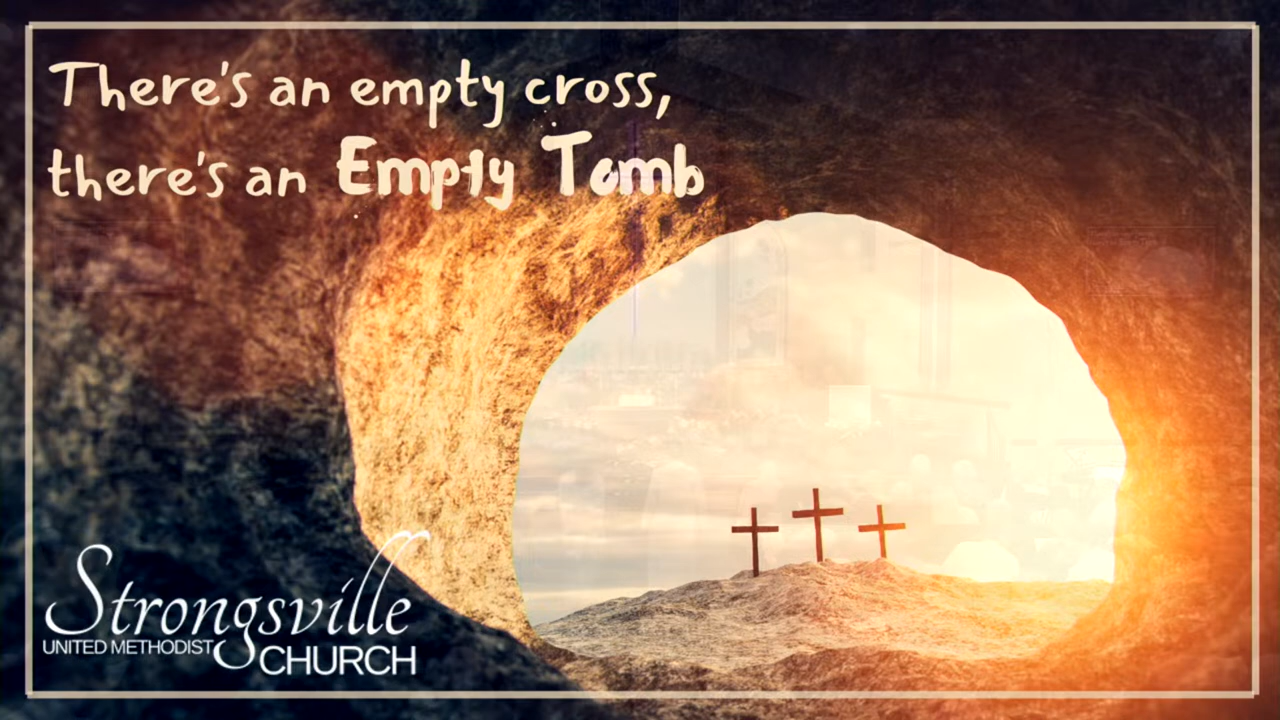 There's an empty cross,
there's an Empty Tomb
Strongsville
UNITED METHODIST
CHURCH